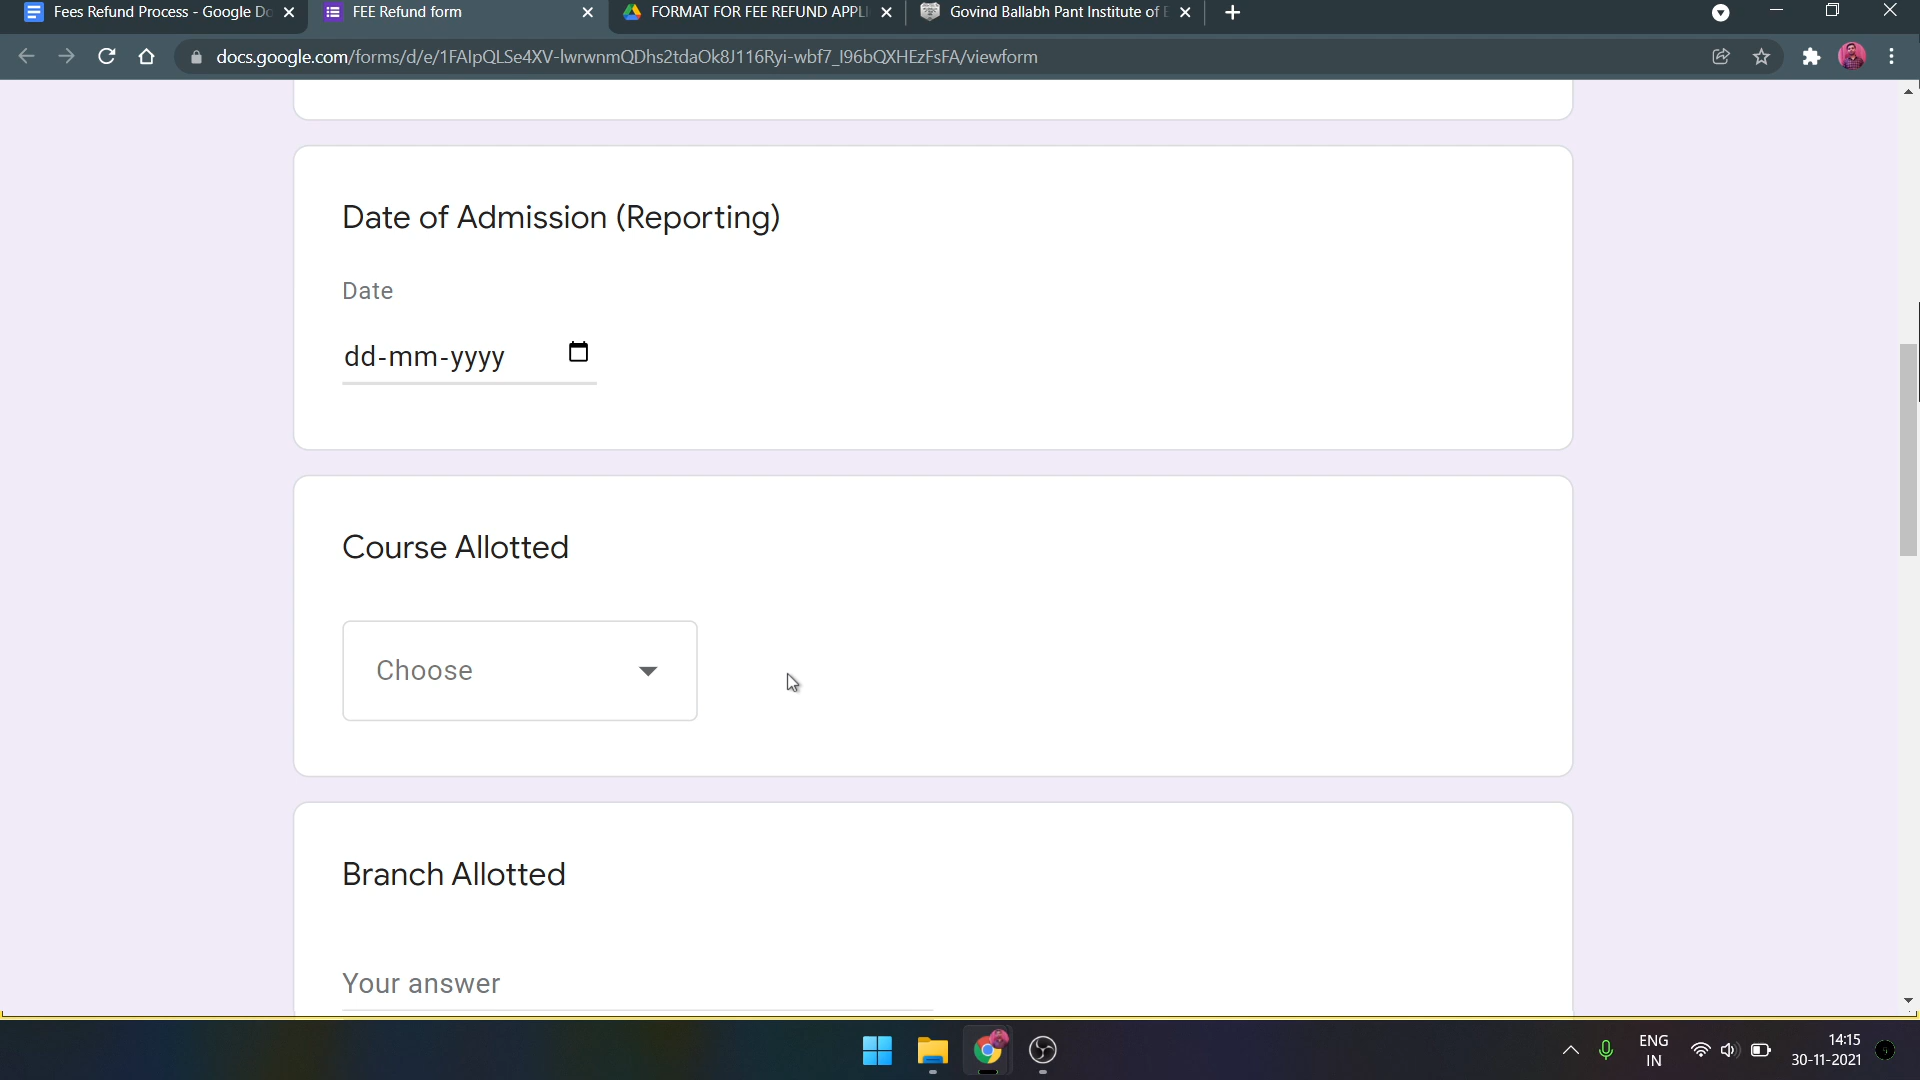 Fees Refund Process - Google Do
FEE Refund form
FORMAT FOR FEE REFUND APPLI
Govind Ballabh Pant Institute of E
docs.google.com/forms/d/e/1FAIpQLSe4XV-lwrwnmQDhs2tdaOk8J116Ryi-wbf7_I96bQXHEzFsFA/viewform
Date of Admission (Reporting)
Date
dd-mm-yyyy
Course Allotted
Choose
Branch Allotted
Your answer
ENG
IN
14:15
30-11-2021